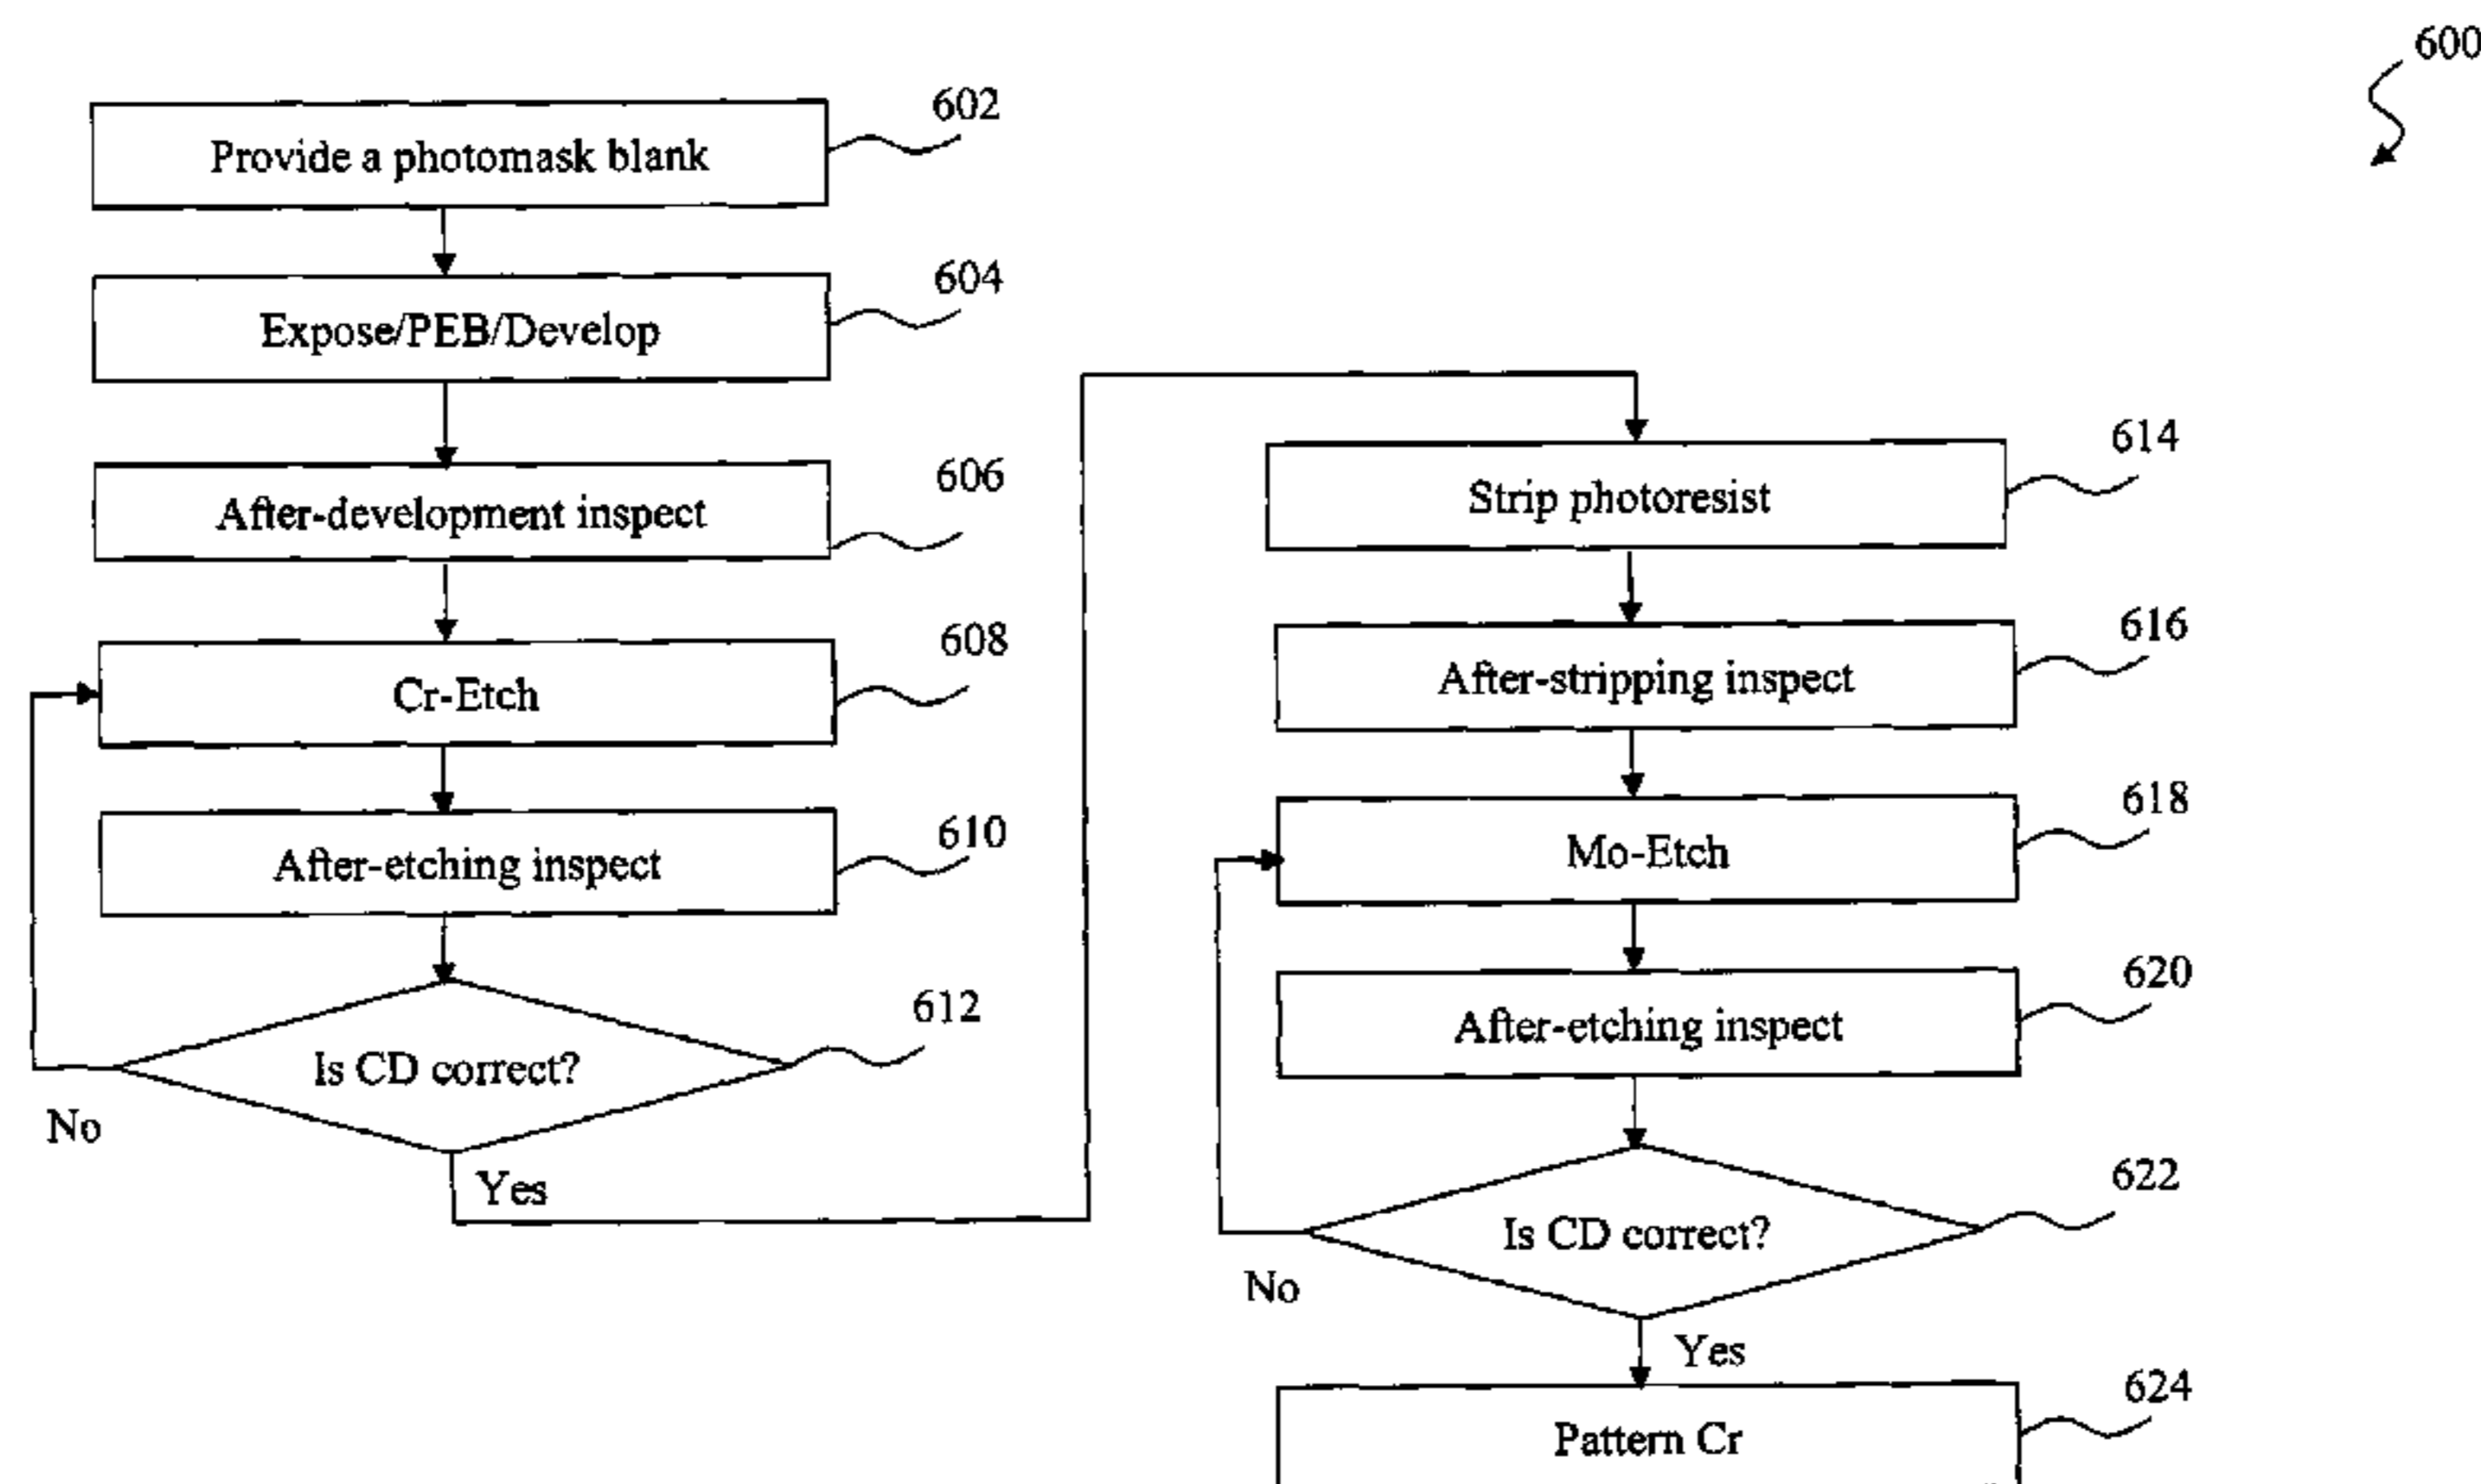 600
Provide a photomask blank
602
Expose/PEB/Develop
604
After-development inspect
606
Cr-Etch
608
After-etching inspect
610
Is CD correct?
612
No
Yes
Strip photoresist
614
After-stripping inspect
616
Mo-Etch
618
After-etching inspect
620
Is CD correct?
622
No
Yes
Pattern Cr
624